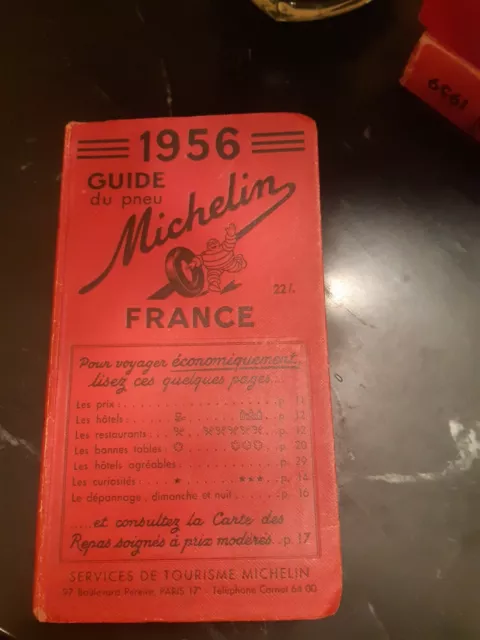 1956
GUIDE
du pneu
Michelin
22/-
FRANCE
Pour voyager économiquement,
lisez ces quelques pages...
Les prix . . . . . . . . . . . . . . . . . p. 11
Les hôtels . . . . . . . . . . . . p. 12
Les restaurants . . . . . p. 12
Les bonnes tables . . . . . . . . p. 20
Les hôtels agréables . . . . . . . . . . . p. 29
Les curiosités . . ★ . . . . . . . . ★★★ . . p. 14
Le dépannage, dimanche et nuit . . . . p. 16
.....et consultez la Carte des
Repas soignés à prix modérés..p. 17
SERVICES DE TOURISME MICHELIN
97 Boulevard Pereire, PARIS 17e - Téléphone Carnot 64 00
1959